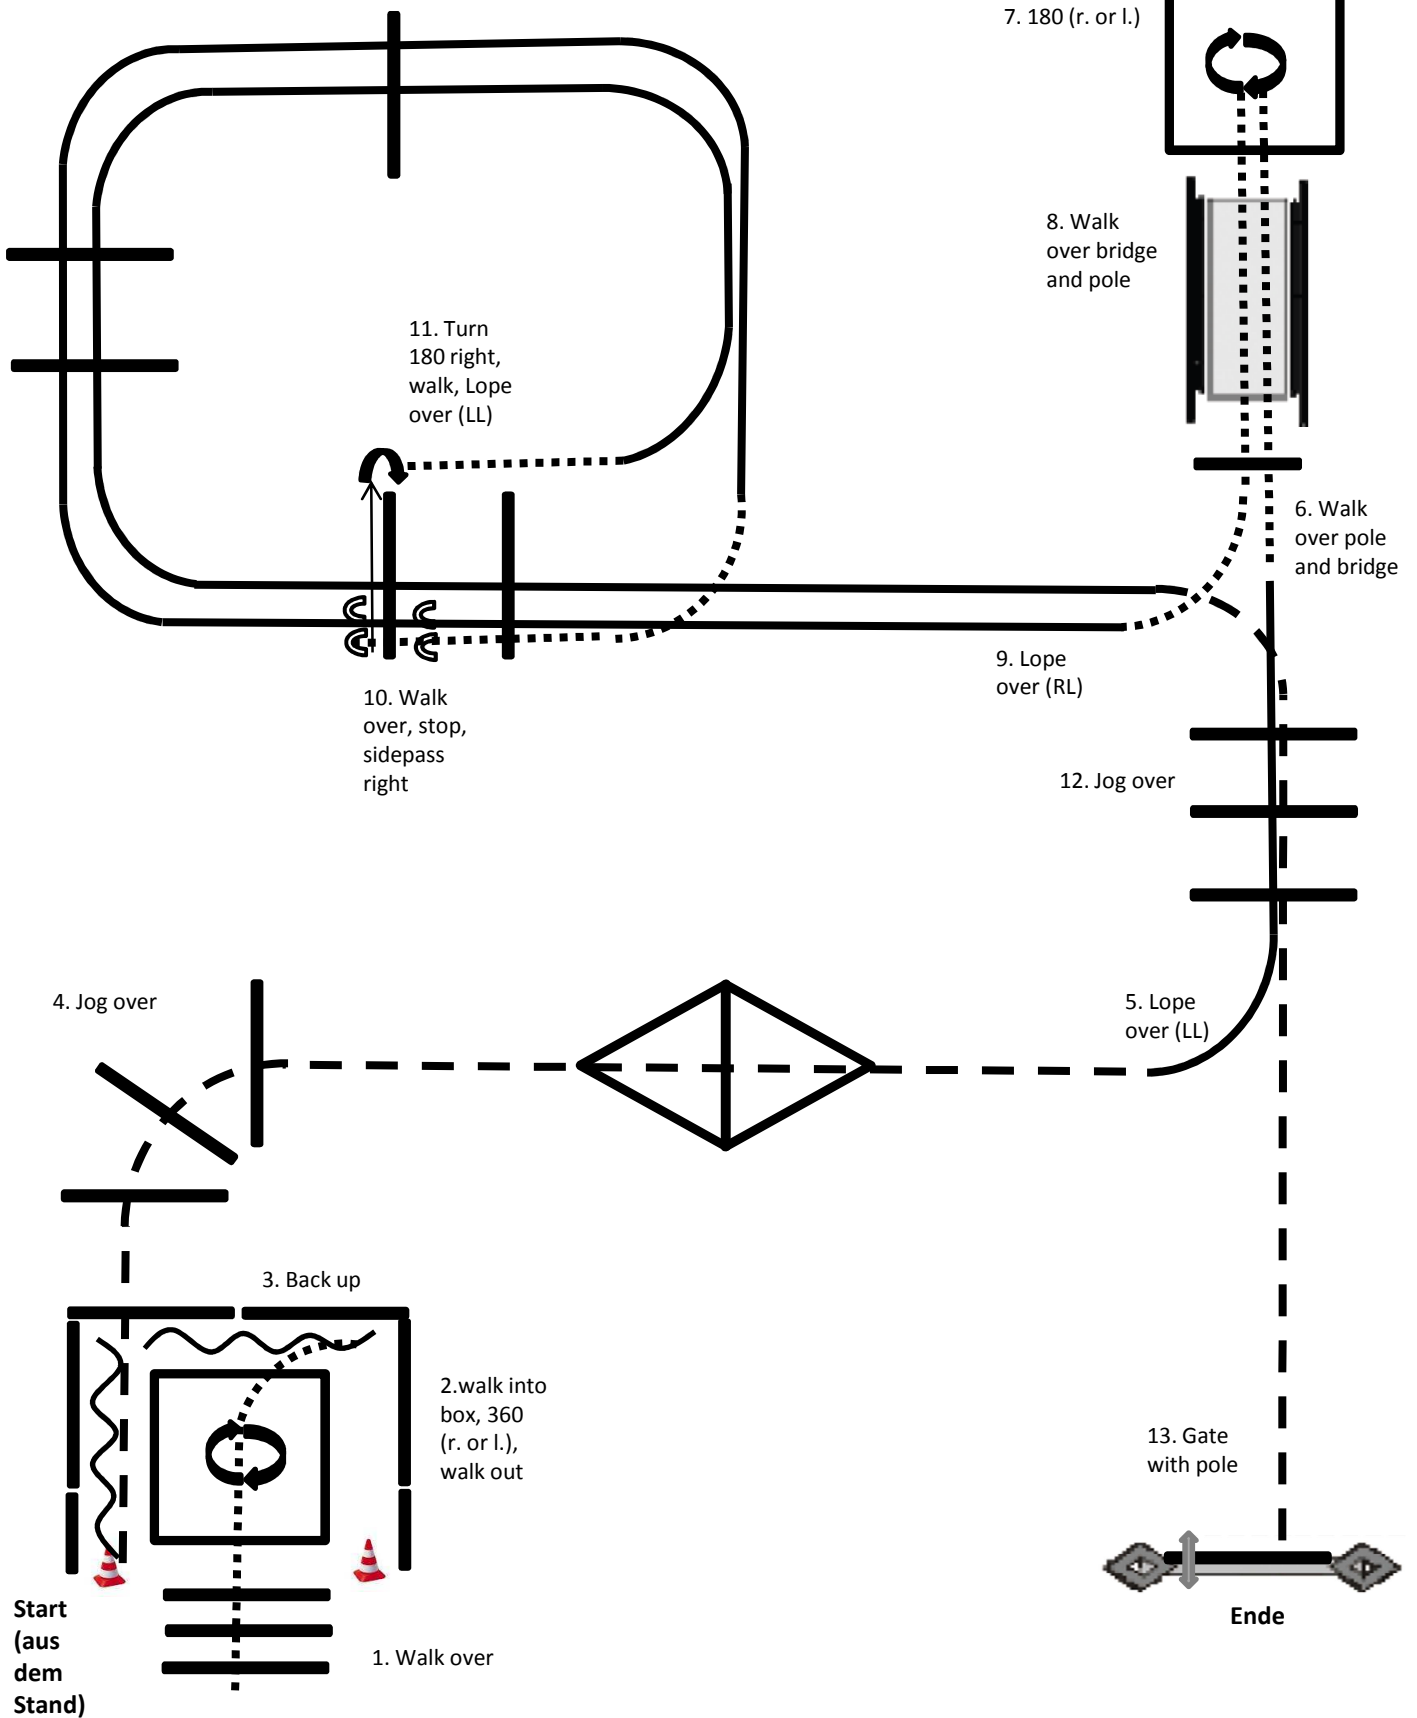 7. 180 (r. or l.)
8. Walk
over bridge
and pole
11. Turn
180 right,
walk, Lope
over (LL)
6. Walk
over pole
and bridge
9. Lope
over (RL)
10. Walk
over, stop,
sidepass
right
12. Jog over
4. Jog over
5. Lope
over (LL)
3. Back up
2.walk into
box, 360
(r. or l.),
walk out
13. Gate
with pole
Start
(aus
dem
Stand)
1. Walk over
Ende